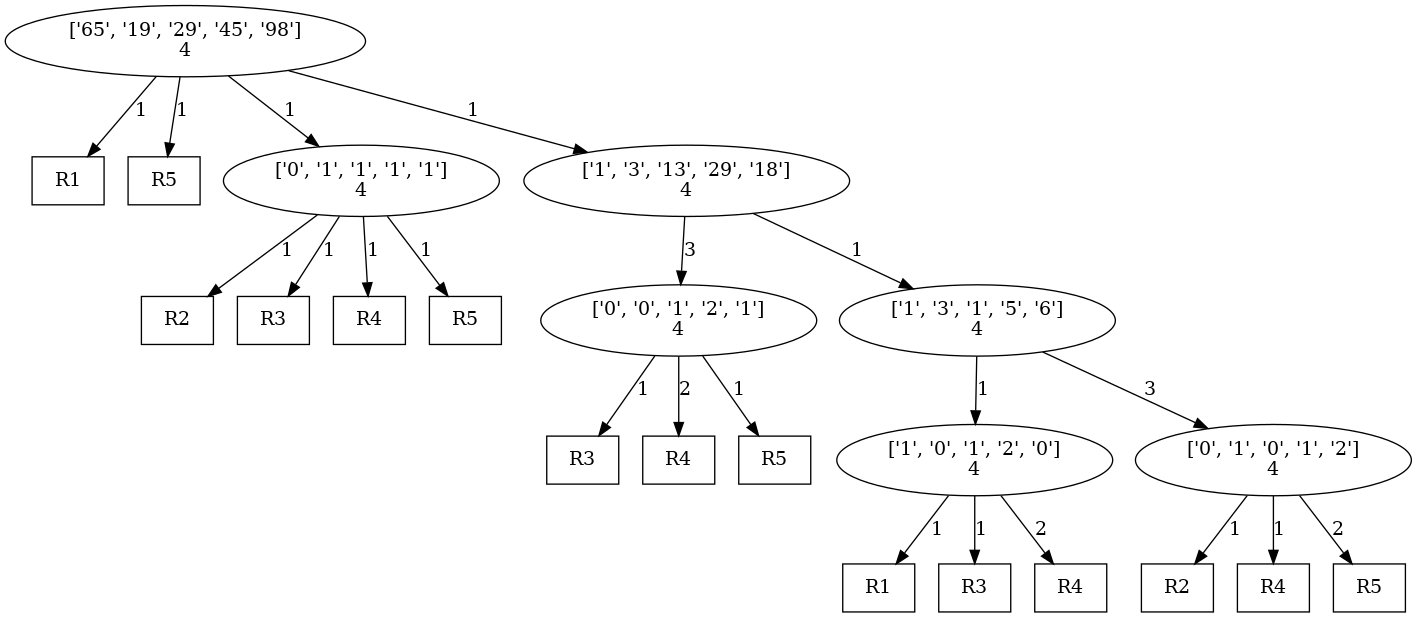 ['65', '19', '29', '45', '98']
4
1
1
1
1
R1
R5
['0', '1', '1', '1', '1']
4
['1', '3', '13', '29', '18']
4
1
1
1
1
3
1
R2
R3
R4
R5
['0', '0', '1', '2', '1']
4
['1', '3', '1', '5', '6']
4
1
2
1
1
3
R3
R4
R5
['1', '0', '1', '2', '0']
4
['0', '1', '0', '1', '2']
4
1
1
2
1
1
2
R1
R3
R4
R2
R4
R5